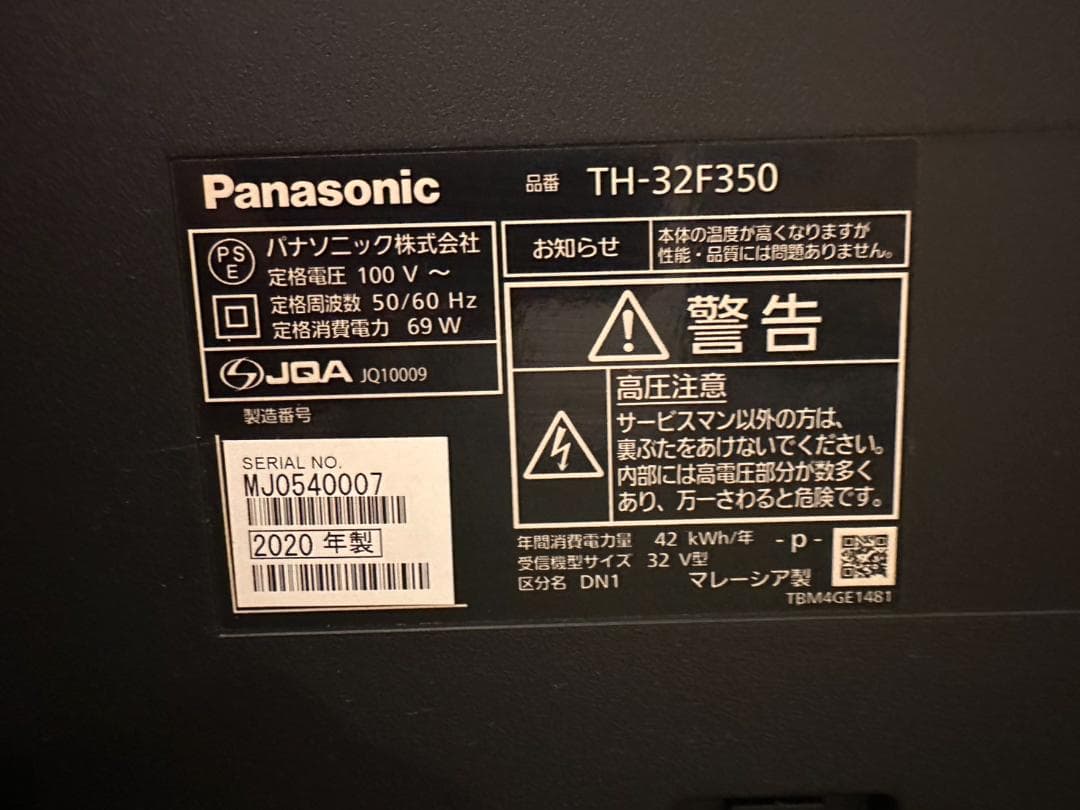 Panasonic
品番 TH-32F350
PS
E
パナソニック株式会社
定格電圧 100 V ～
定格周波数 50/60 Hz
定格消費電力 69 W
JQA JQ10009
製造番号
SERIAL NO.
MJ0540007
2020 年製
お知らせ
本体の温度が高くなりますが
性能・品質には問題ありません。
警告
高圧注意
サービスマン以外の方は、
裏ぶたをあけないでください。
内部には高電圧部分が数多く
あり、万一さわると危険です。
年間消費電力量 42 kWh/年 - p -
受信機型サイズ 32 V型
区分名 DN1 マレーシア製
TBM4GE1481